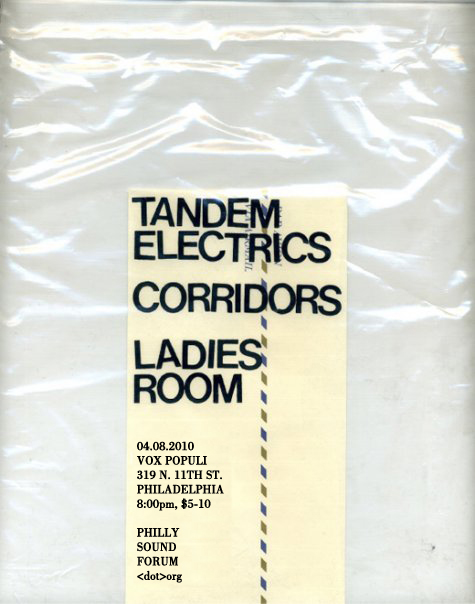 TANDEM
ELECTRICS
CORRIDORS
LADIES
ROOM
04.08.2010
VOX POPULI
319 N. 11TH ST.
PHILADELPHIA
8:00pm, $5-10
PHILLY
SOUND
FORUM
<dot>org